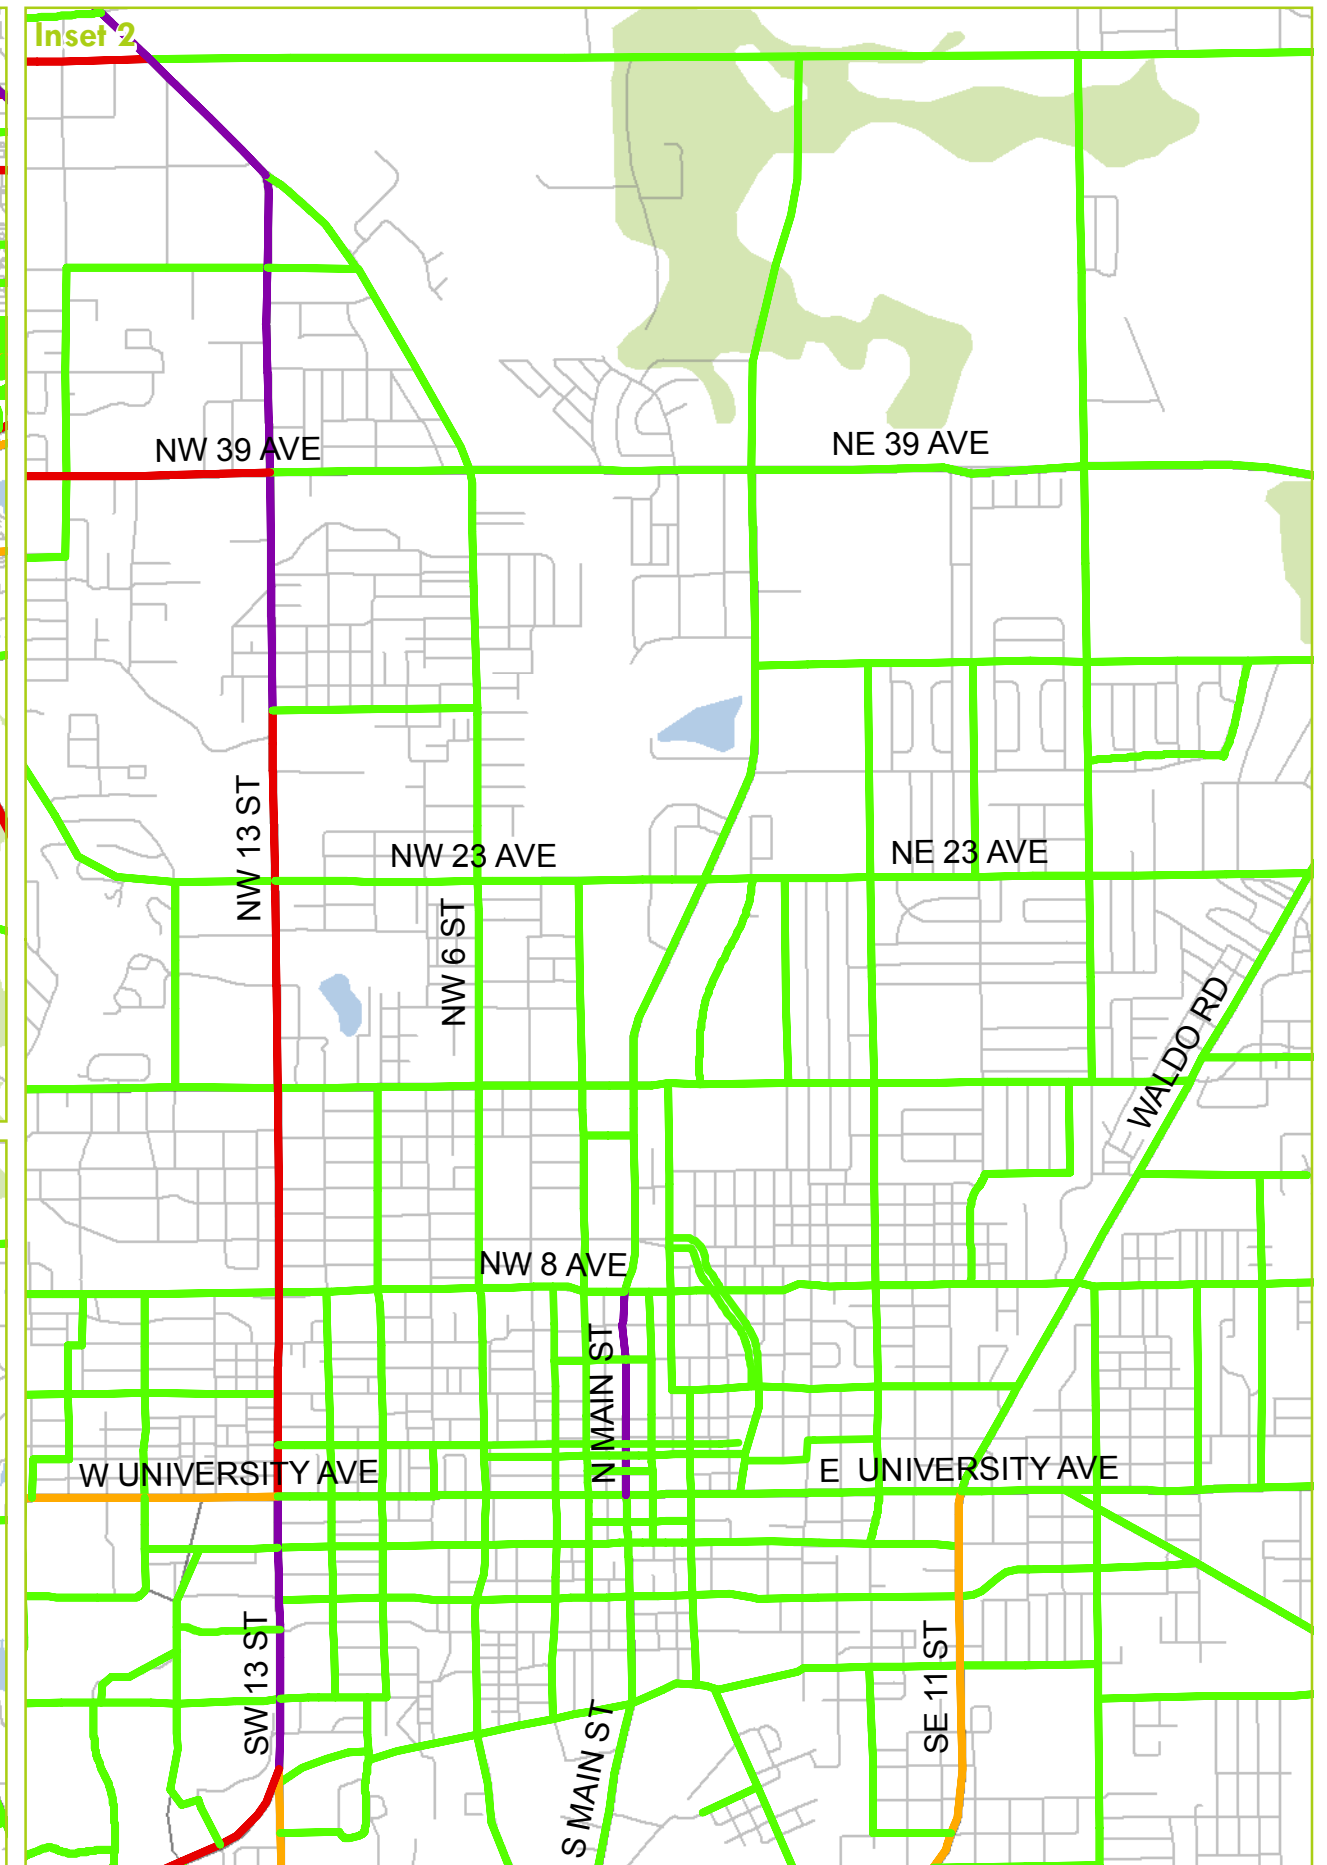 Inset 2
NW 39 AVE
NE 39 AVE
NW 13 ST
NW 23 AVE
NE 23 AVE
NW 6 ST
WALDO RD
NW 8 AVE
N MAIN ST
W UNIVERSITY AVE
E UNIVERSITY AVE
SW 13 ST
SE 11 ST
S MAIN ST